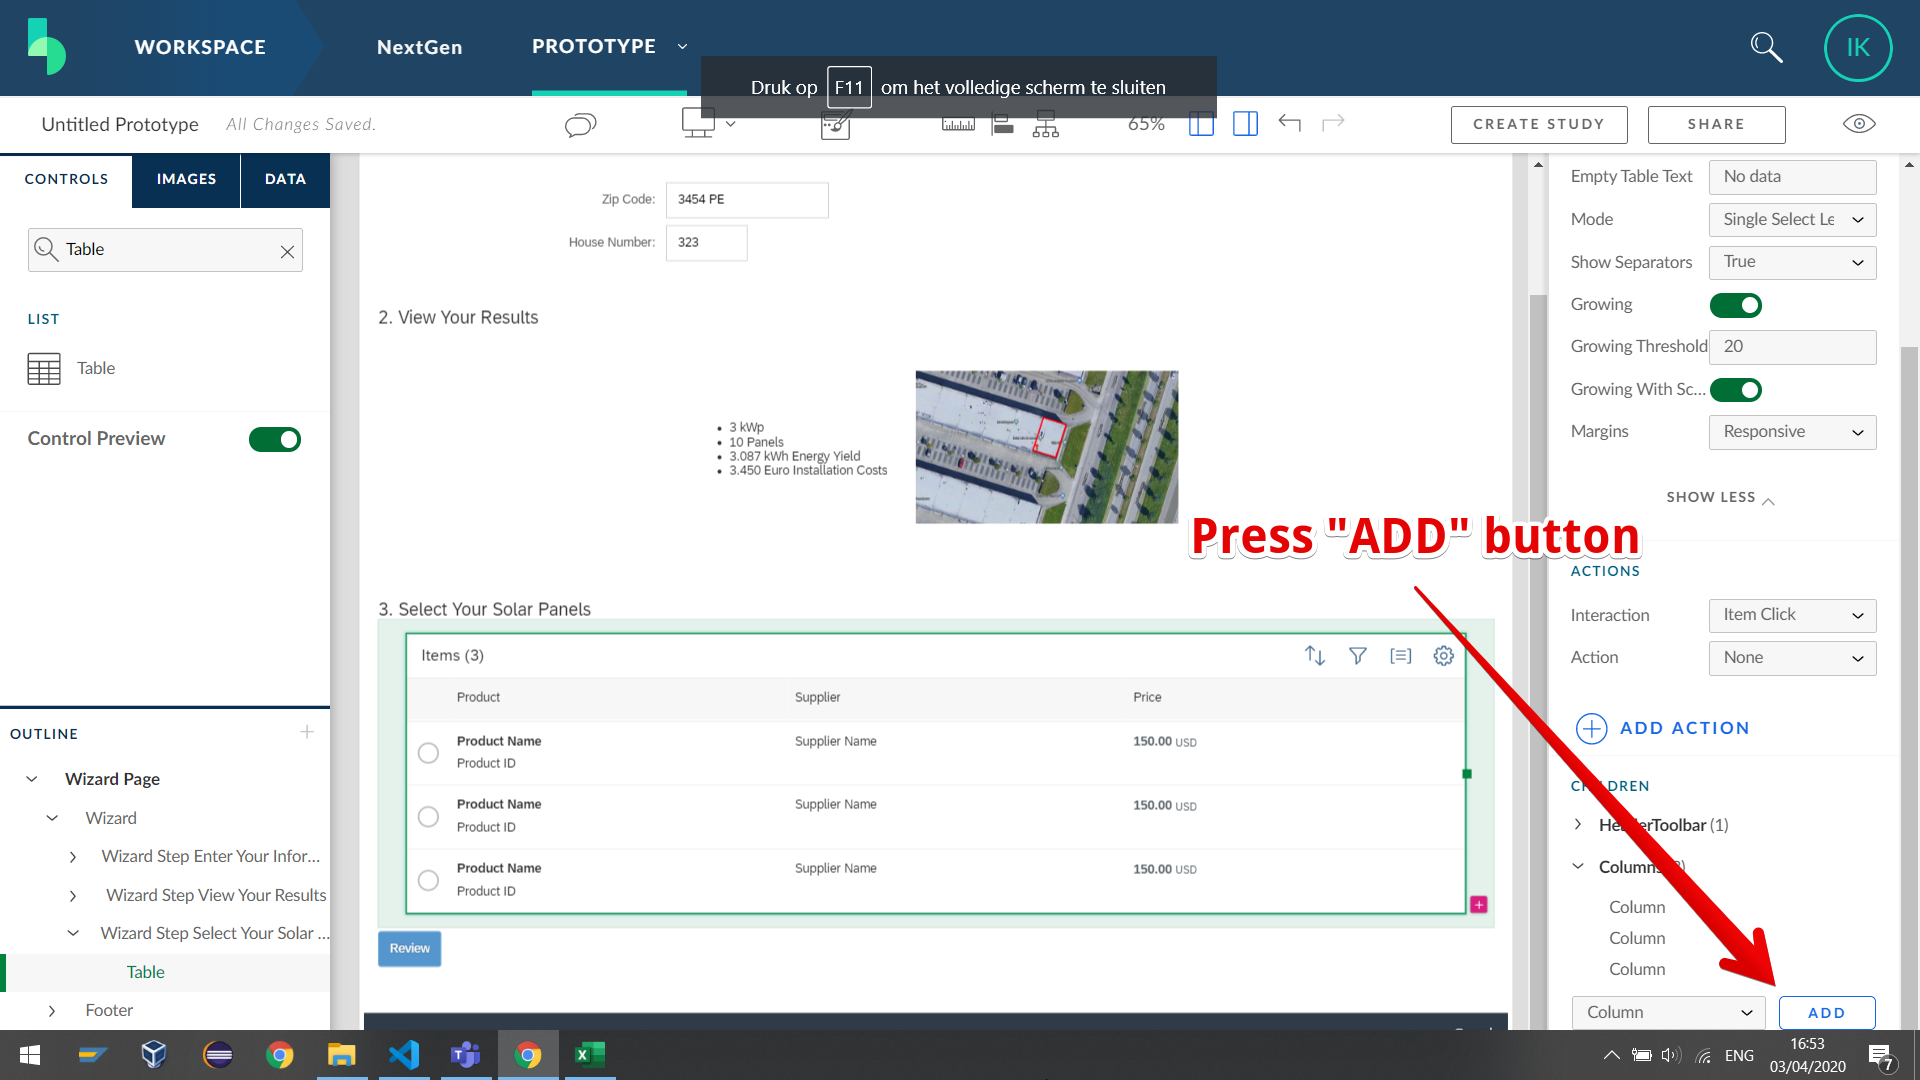 WORKSPACE
NextGen
PROTOTYPE
IK
Druk op F11 om het volledige scherm te sluiten
Untitled Prototype
All Changes Saved.
65%
CREATE STUDY
SHARE
CONTROLS
IMAGES
DATA
Table
LIST
Table
Control Preview
OUTLINE
Wizard Page
Wizard
Wizard Step Enter Your Infor...
Wizard Step View Your Results
Wizard Step Select Your Solar ...
Table
Footer
Zip Code:
3454 PE
House Number:
323
2. View Your Results
3 kWp
10 Panels
3.087 kWh Energy Yield
3.450 Euro Installation Costs
Press "ADD" button
3. Select Your Solar Panels
Items (3)
Product
Supplier
Price
Product Name
Supplier Name
150.00 USD
Product ID
Product Name
Supplier Name
150.00 USD
Product ID
Product Name
Supplier Name
150.00 USD
Product ID
Review
Empty Table Text
No data
Mode
Single Select Le
Show Separators
True
Growing
Growing Threshold
20
Growing With Sc...
Margins
Responsive
SHOW LESS
ACTIONS
Interaction
Item Click
Action
None
ADD ACTION
CHILDREN
HeaderToolbar (1)
Columns
Column
Column
Column
Column
ADD
ENG
16:53
03/04/2020
7